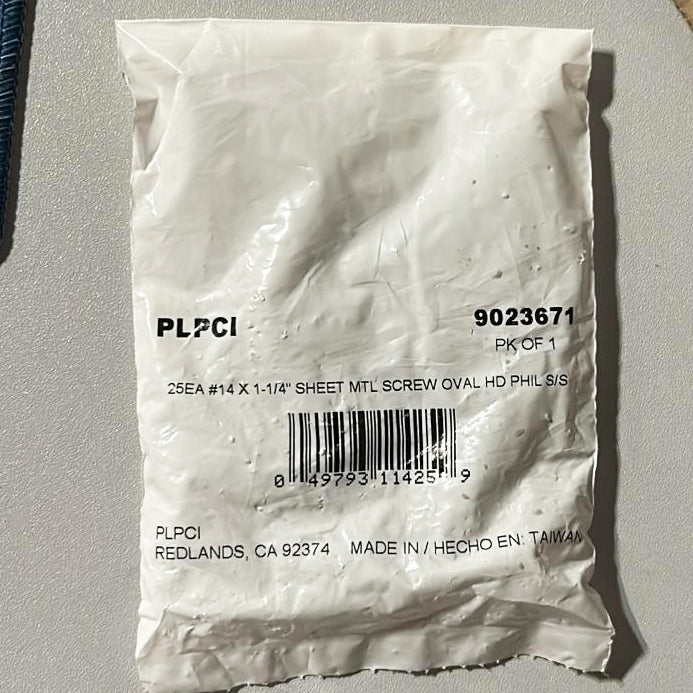 PLPCI 9023671
PK OF 1
25EA #14 X 1-1/4" SHEET MTL SCREW OVAL HD PHIL S/S
0 49793 11425 9
PLPCI
REDLANDS, CA 92374 MADE IN / HECHO EN: TAIWAN